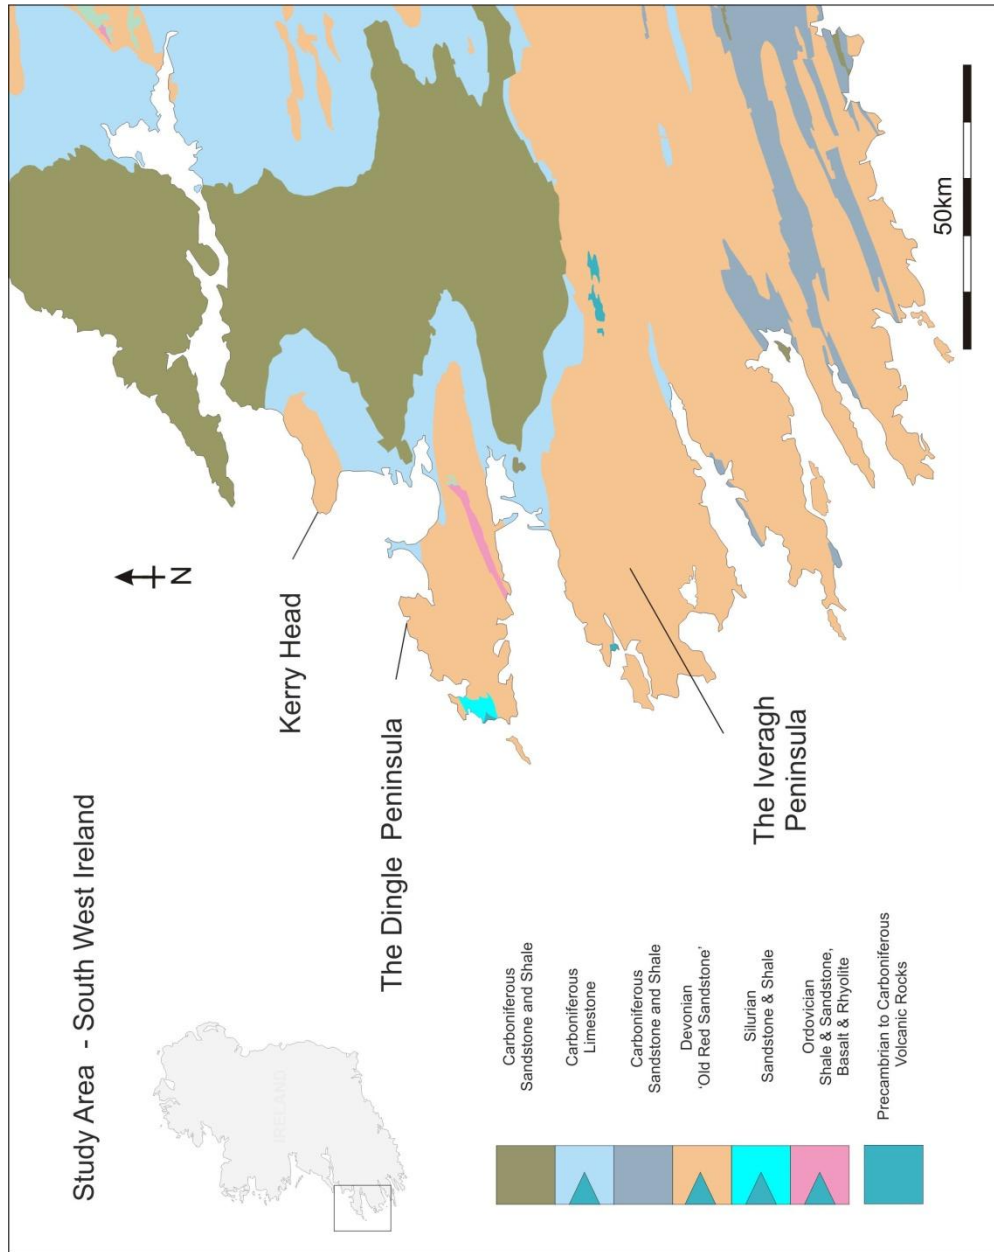 Study Area - South West Ireland
IRELAND
N
Kerry Head
The Dingle Peninsula
The Iveragh
Peninsula
50km
Carboniferous
Sandstone and Shale
Carboniferous
Limestone
Carboniferous
Sandstone and Shale
Devonian
‘Old Red Sandstone’
Silurian
Sandstone & Shale
Ordovician
Shale & Sandstone,
Basalt & Rhyolite
Precambrian to Carboniferous
Volcanic Rocks